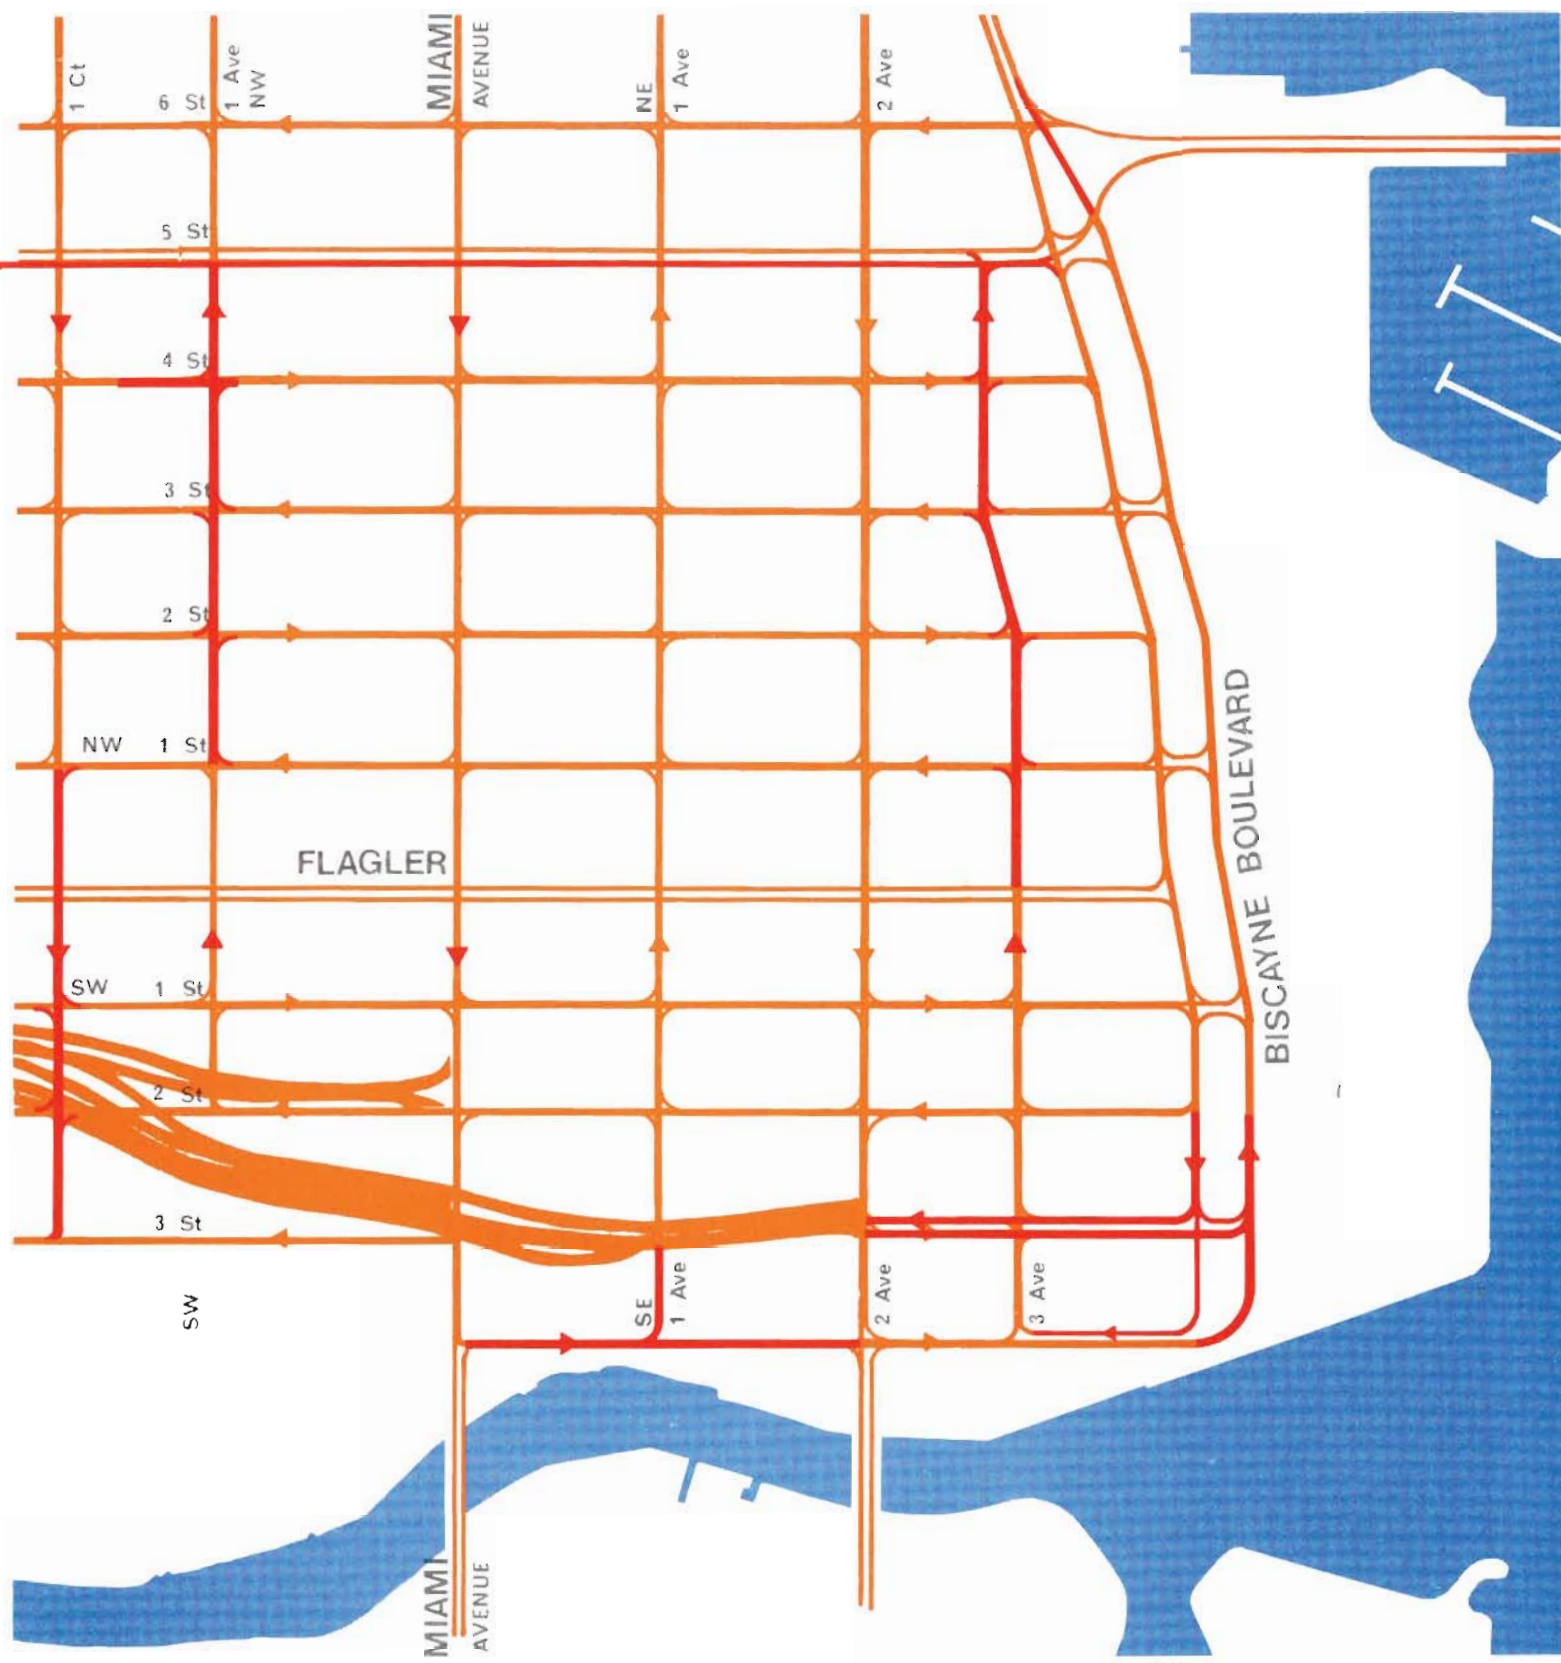 1 Ct
6 St
1 Ave
NW
MIAMI
AVENUE
NE
1 Ave
2 Ave
5 St
4 St
3 St
2 St
NW 1 St
FLAGLER
BISCAYNE BOULEVARD
SW 1 St
2 St
3 St
SW
SE
1 Ave
2 Ave
3 Ave
MIAMI
AVENUE